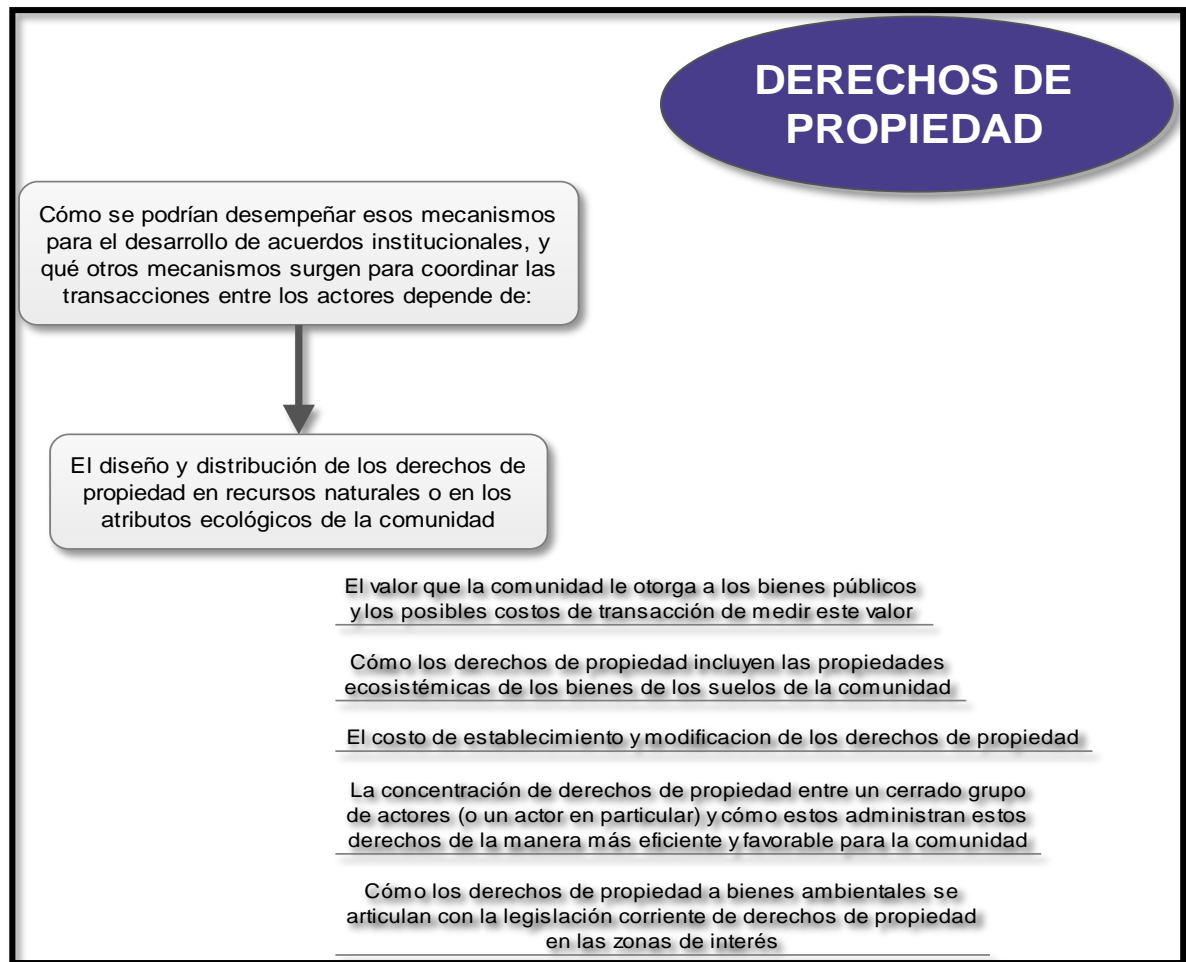 DERECHOS DE
PROPIEDAD
Cómo se podrían desempeñar esos mecanismos
para el desarrollo de acuerdos institucionales, y
qué otros mecanismos surgen para coordinar las
transacciones entre los actores depende de:
El diseño y distribución de los derechos de
propiedad en recursos naturales o en los
atributos ecológicos de la comunidad
El valor que la comunidad le otorga a los bienes públicos
y los posibles costos de transacción de medir este valor
Cómo los derechos de propiedad incluyen las propiedades
ecosistémicas de los bienes de los suelos de la comunidad
El costo de establecimiento y modificacion de los derechos de propiedad
La concentración de derechos de propiedad entre un cerrado grupo
de actores (o un actor en particular) y cómo estos administran estos
derechos de la manera más eficiente y favorable para la comunidad
Cómo los derechos de propiedad a bienes ambientales se
articulan con la legislación corriente de derechos de propiedad
en las zonas de interés